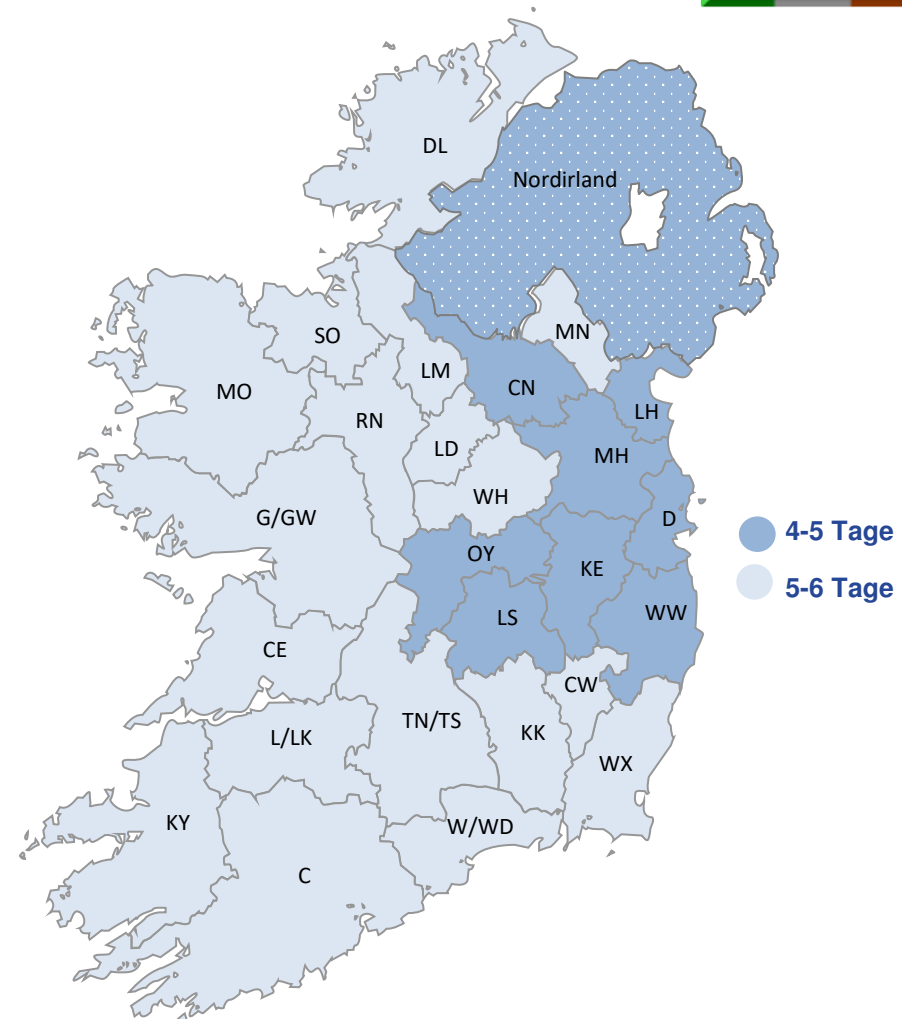 DL
Nordirland
MN
SO
LM
CN
MO
LH
RN
LD
MH
WH
G/GW
D
4-5 Tage
OY
KE
5-6 Tage
LS
WW
CE
CW
TN/TS
KK
L/LK
WX
KY
W/WD
C